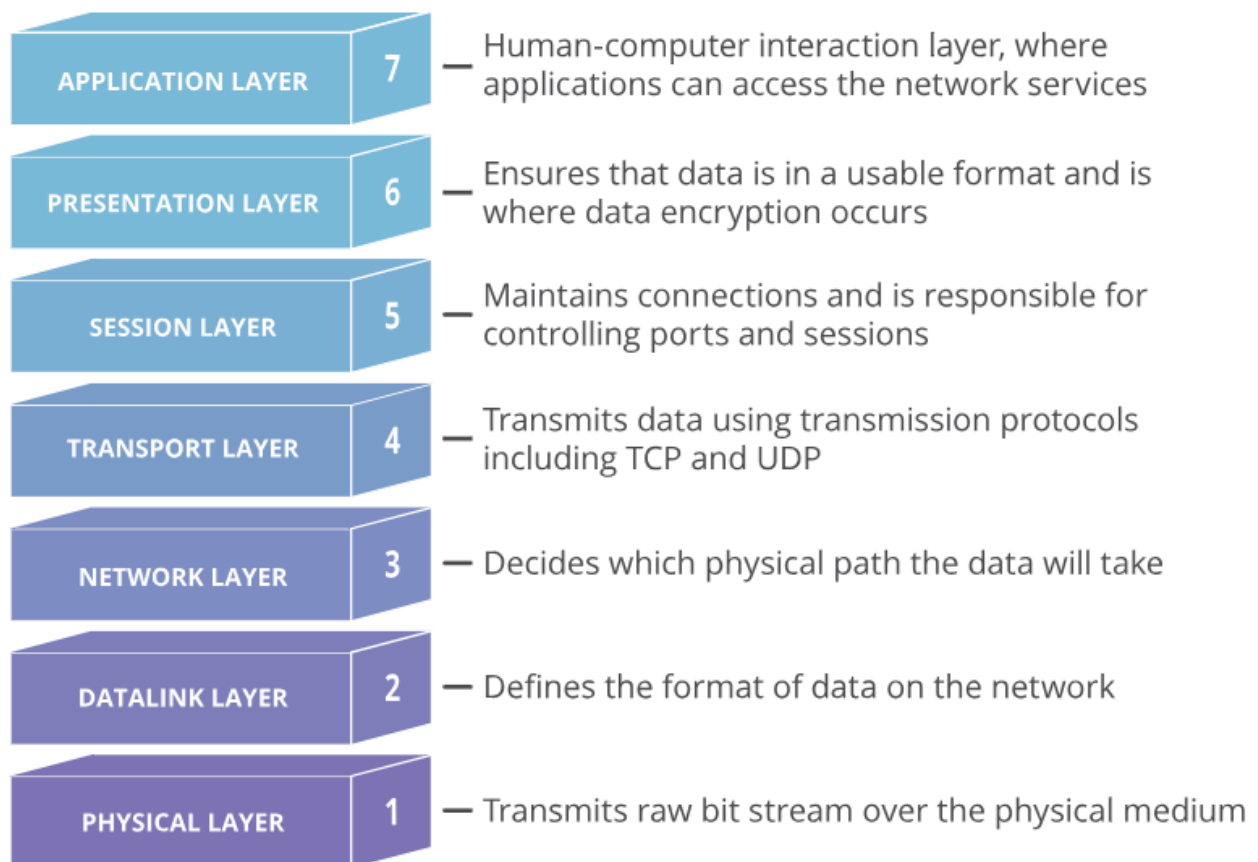 APPLICATION LAYER 7
Human-computer interaction layer, where
applications can access the network services
PRESENTATION LAYER 6
Ensures that data is in a usable format and is
where data encryption occurs
SESSION LAYER 5
Maintains connections and is responsible for
controlling ports and sessions
TRANSPORT LAYER 4
Transmits data using transmission protocols
including TCP and UDP
NETWORK LAYER 3
Decides which physical path the data will take
DATALINK LAYER 2
Defines the format of data on the network
PHYSICAL LAYER 1
Transmits raw bit stream over the physical medium